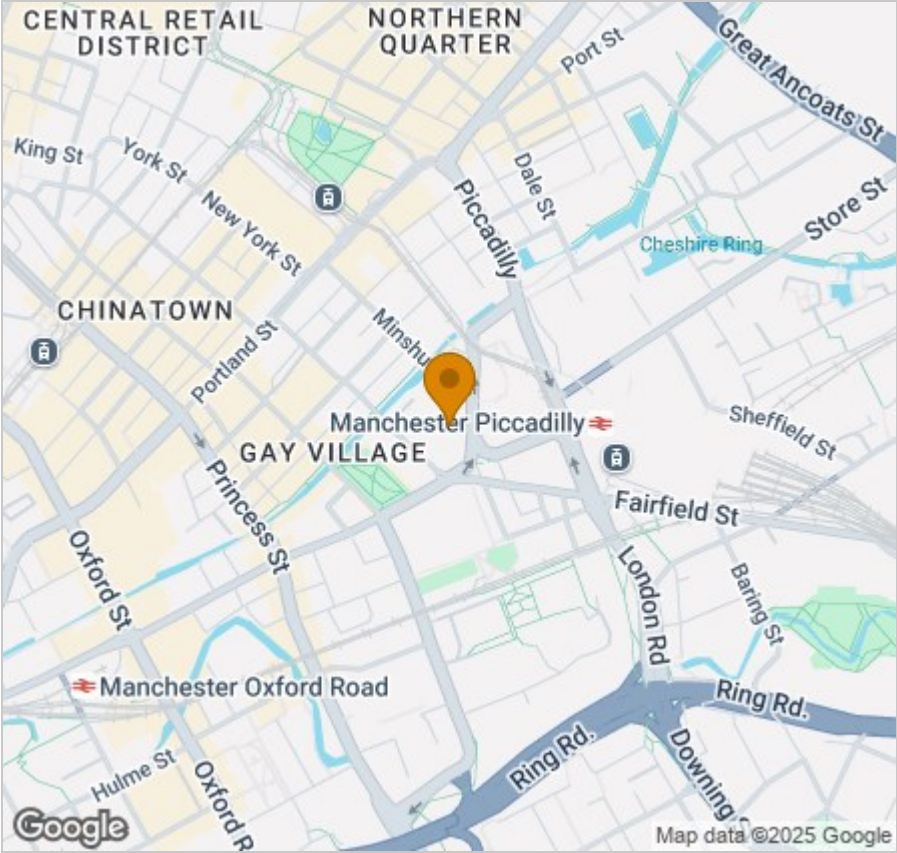 CENTRAL RETAIL
DISTRICT
NORTHERN
QUARTER
Port St
Great Ancoats St
King St
York St
Dale St
Piccadilly
New York St
Store St
Cheshire Ring
CHINATOWN
Minshu
Portland St
Manchester Piccadilly
Sheffield St
GAY VILLAGE
Princess St
Fairfield St
Oxford St
London Rd
Baring St
Manchester Oxford Road
Ring Rd.
Ring Rd.
Hulme St
Oxford R
Downing S
Google
Map data ©2025 Google